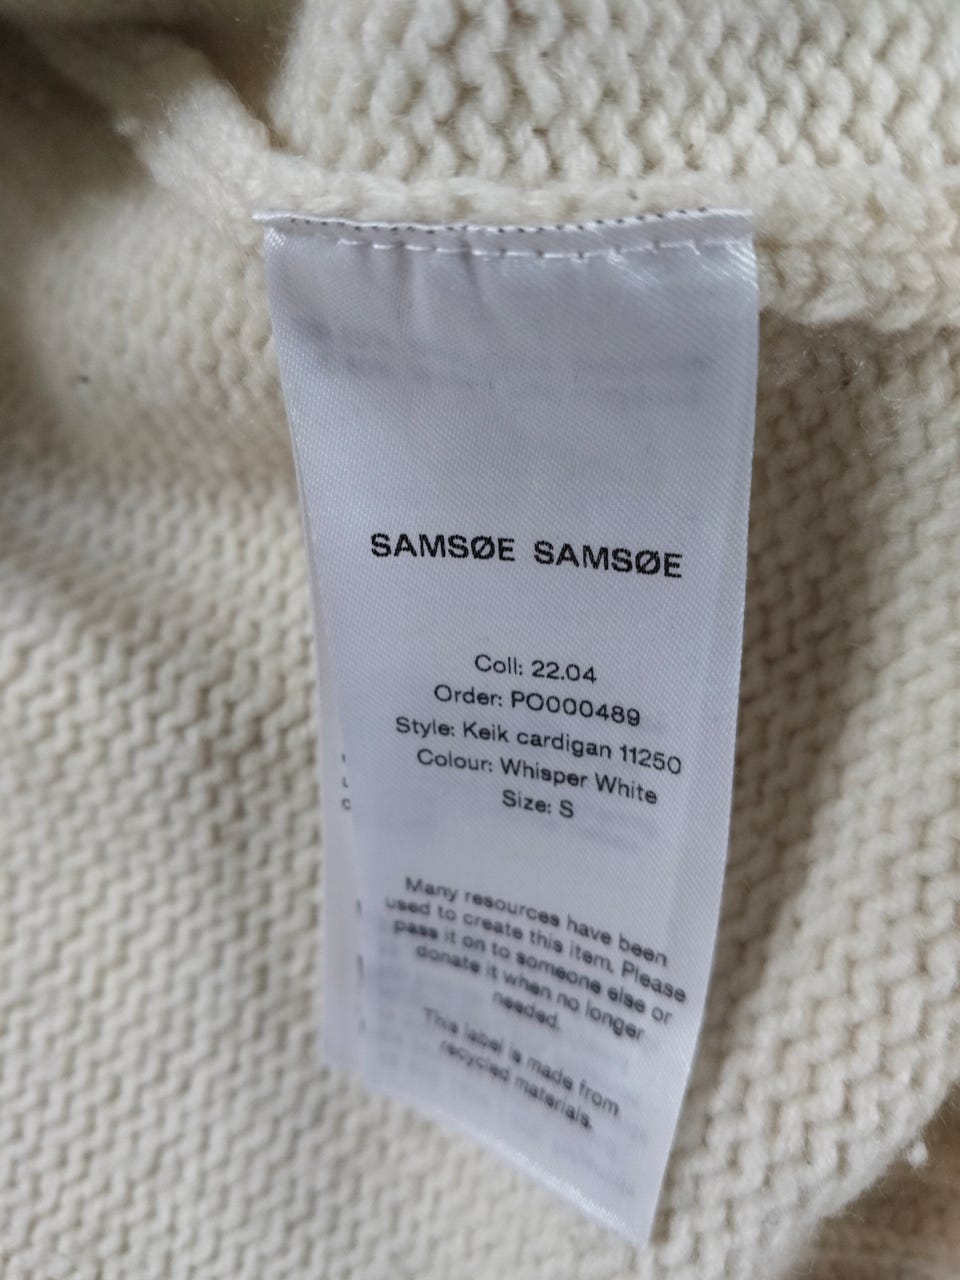 SAMSØE SAMSØE
Coll: 22.04
Order: PO000489
Style: Keik cardigan 11250
Colour: Whisper White
Size: S
Many resources have been
used to create this item. Please
pass it on to someone else or
donate it when no longer
needed.
This label is made from
recycled materials.